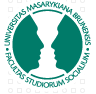 UNIVERSITAS MASARYKIANA BRUNENSIS
FACULTAS STUDIORUM SOCIALIUM